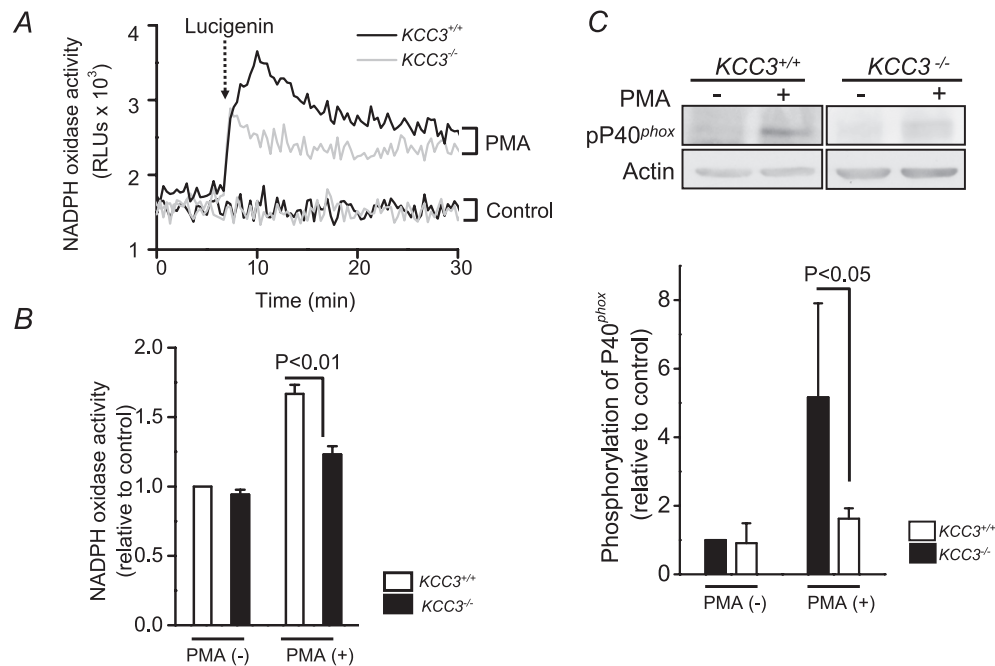 A
Lucigenin
KCC3+/+
KCC3-/-
NADPH oxidase activity
(RLUs x 10³)
4
3
2
1
PMA
Control
0
10
20
30
Time (min)
B
NADPH oxidase activity
(relative to control)
2.0
1.5
1.0
0.5
0.0
P<0.01
PMA (-)
PMA (+)
KCC3+/+
KCC3-/-
C
KCC3+/+
KCC3 -/-
PMA - + - +
pP40phox
Actin
Phosphorylation of P40phox
(relative to control)
8
6
4
2
0
P<0.05
PMA (-)
PMA (+)
KCC3+/+
KCC3-/-